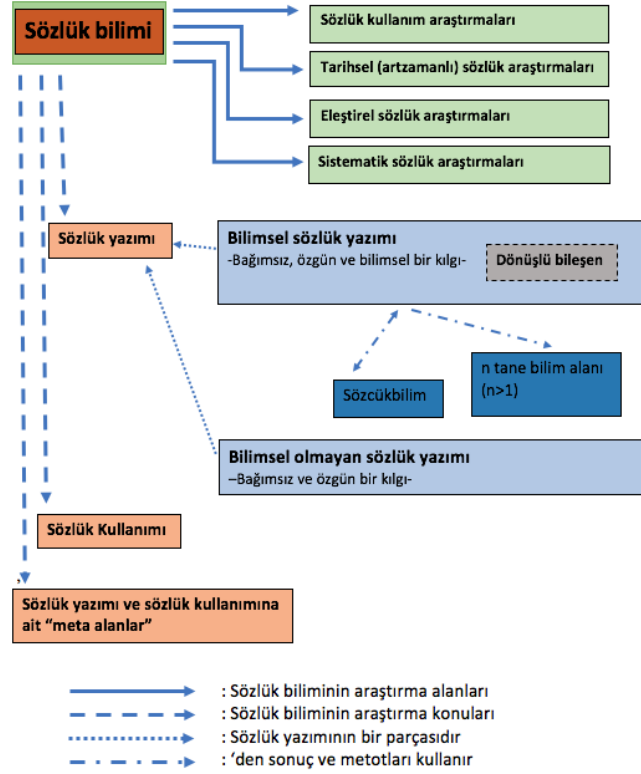 Sözlük bilimi
Sözlük kullanım araştırmaları
Tarihsel (artzamanlı) sözlük araştırmaları
Eleştirel sözlük araştırmaları
Sistematik sözlük araştırmaları
Sözlük yazımı
Bilimsel sözlük yazımı
-Bağımsız, özgün ve bilimsel bir kılgı-
Dönüşlü bileşen
Sözcükbilim
n tane bilim alanı
(n>1)
Bilimsel olmayan sözlük yazımı
–Bağımsız ve özgün bir kılgı-
Sözlük Kullanımı
,
Sözlük yazımı ve sözlük kullanımına
ait “meta alanlar”
: Sözlük biliminin araştırma alanları
: Sözlük biliminin araştırma konuları
: Sözlük yazımının bir parçasıdır
: ‘den sonuç ve metotları kullanır